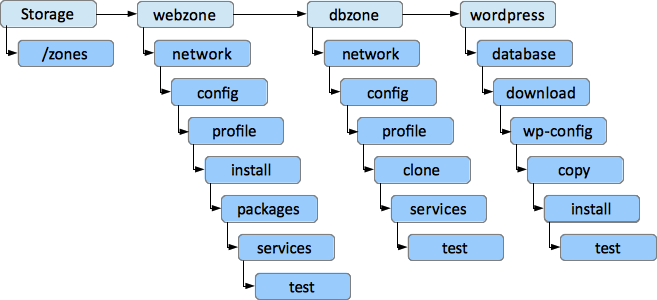 Storage
webzone
dbzone
wordpress
/zones
network
network
database
config
config
download
profile
profile
wp-config
install
clone
copy
packages
services
install
services
test
test
test